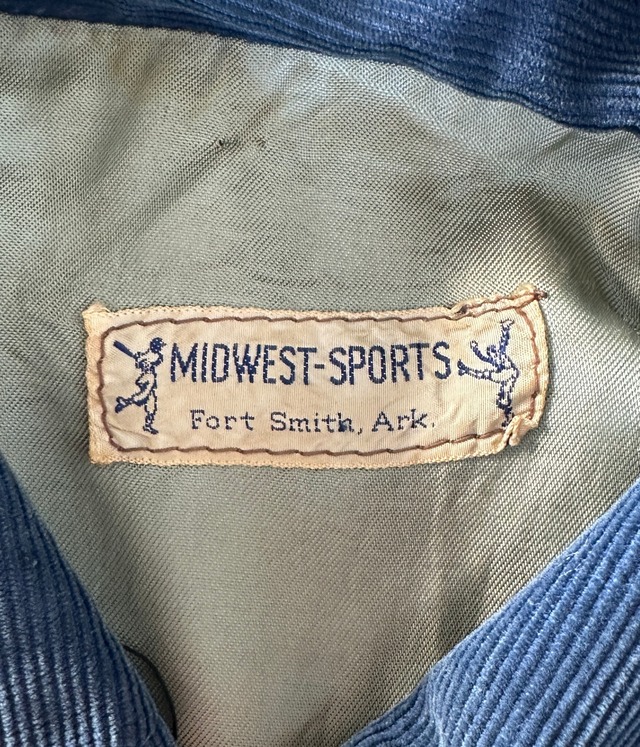 MIDWEST-SPORTS
Fort Smith, Ark.